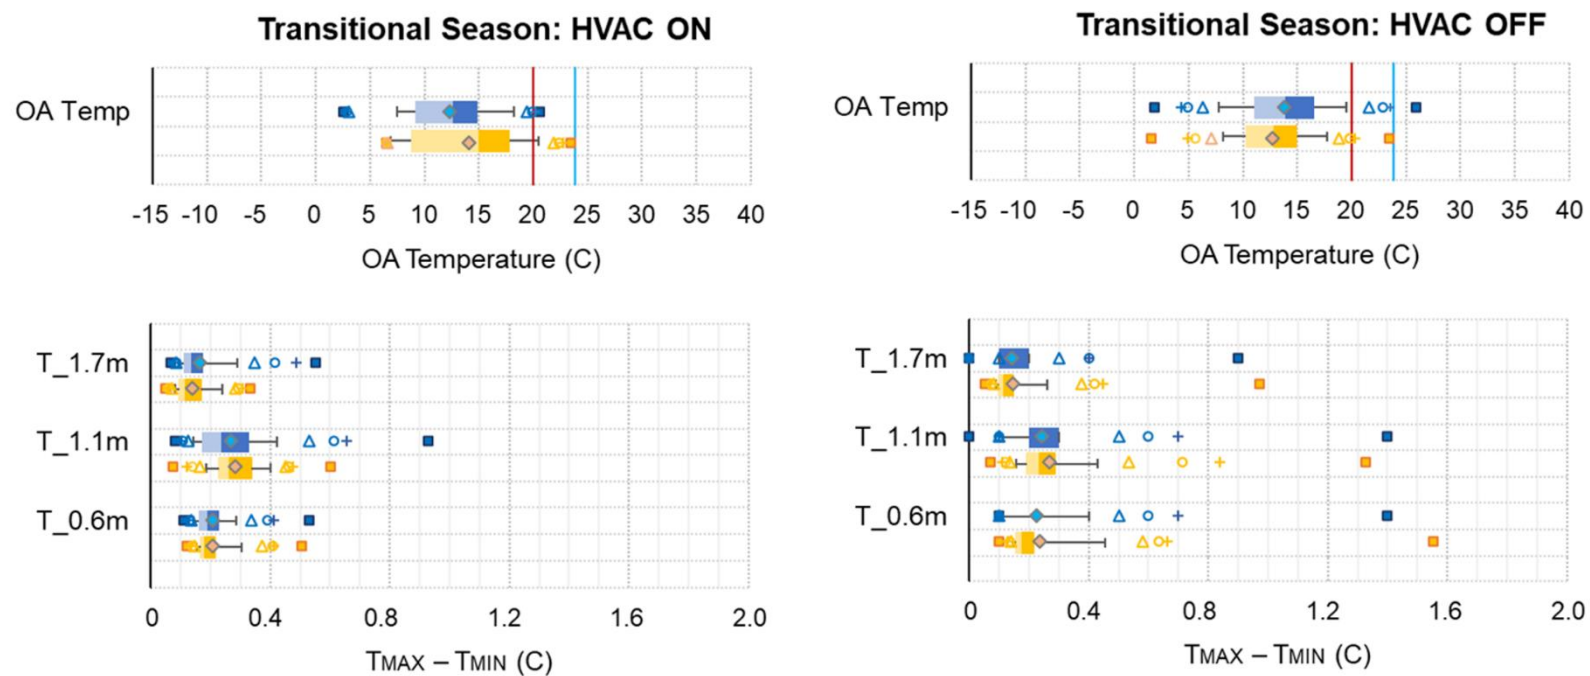 Transitional Season: HVAC ON
OA Temp
-15 -10 -5 0 5 10 15 20 25 30 35 40
OA Temperature (C)
T_1.7m
T_1.1m
T_0.6m
0 0.4 0.8 1.2 1.6 2.0
TMAX – TMIN (C)
Transitional Season: HVAC OFF
OA Temp
-15 -10 -5 0 5 10 15 20 25 30 35 40
OA Temperature (C)
T_1.7m
T_1.1m
T_0.6m
0 0.4 0.8 1.2 1.6 2.0
TMAX – TMIN (C)